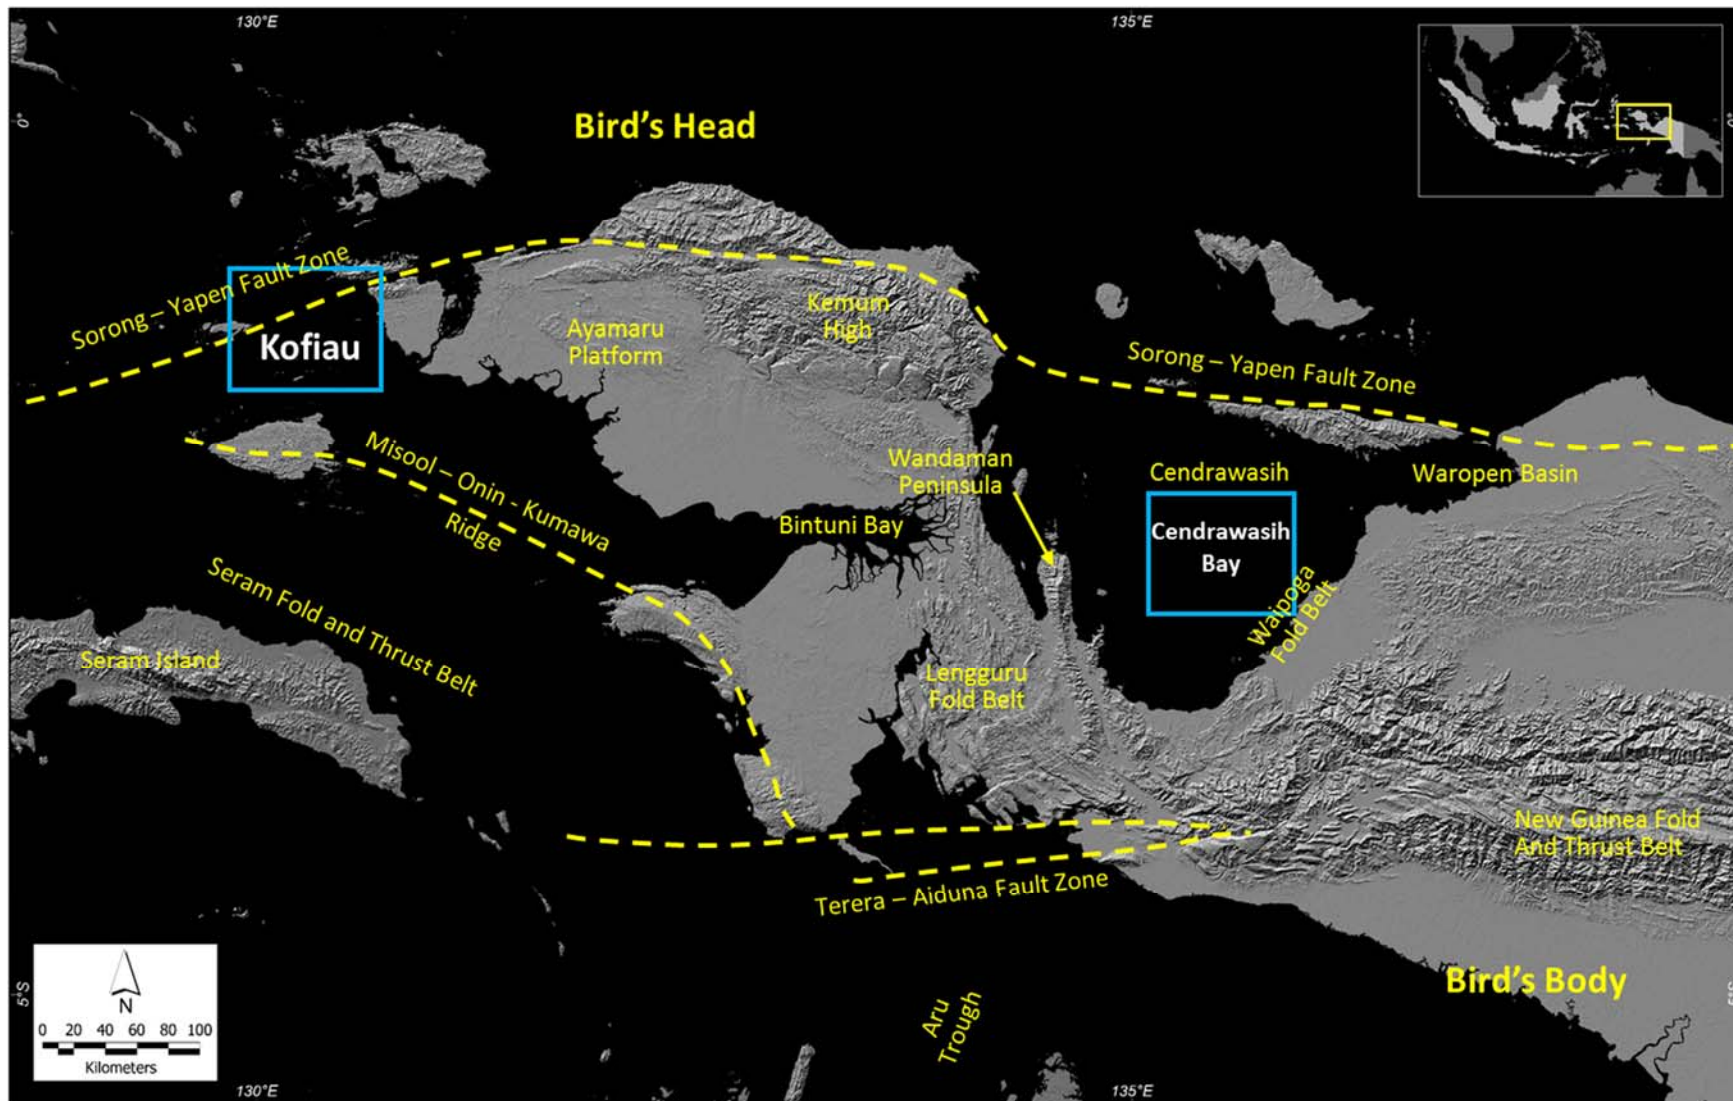 130°E
135°E
0°
0°
Bird's Head
Sorong – Yapen Fault Zone
Kofiau
Ayamaru
Platform
Kemum
High
Sorong – Yapen Fault Zone
Misool – Onin - Kumawa
Ridge
Wandaman
Peninsula
Cendrawasih
Waropen Basin
Bintuni Bay
Cendrawasih
Bay
Seram Fold and Thrust Belt
Waipoga
Fold Belt
Seram Island
Lengguru
Fold Belt
New Guinea Fold
And Thrust Belt
Terera – Aiduna Fault Zone
Bird's Body
5°S
5°S
Aru
Trough
N
0 20 40 60 80 100
Kilometers
130°E
135°E